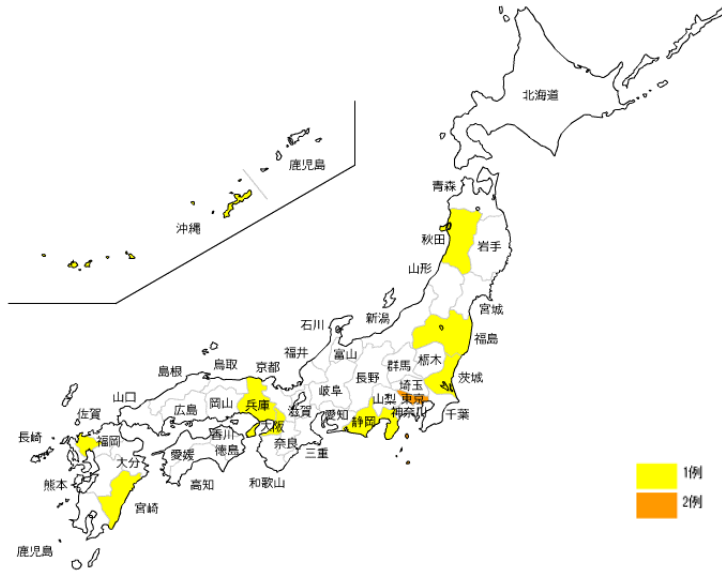 北海道
鹿児島
青森
沖縄
秋田
岩手
山形
宮城
新潟
石川
福島
富山
福井
栃木
群馬
鳥取
京都
島根
長野
茨城
岐阜
埼玉
山梨
東京
山口
岡山
兵庫
滋賀
広島
佐賀
愛知
静岡
神奈川
千葉
大阪
香川
長崎
福岡
奈良
三重
徳島
愛媛
大分
和歌山
高知
熊本
宮崎
鹿児島
1例
2例